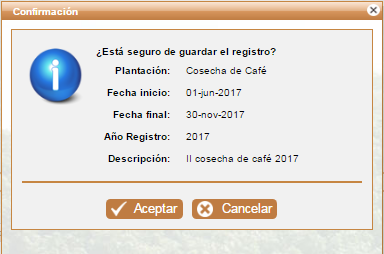 Confirmación
¿Está seguro de guardar el registro?
Plantación: Cosecha de Café
Fecha inicio: 01-jun-2017
Fecha final: 30-nov-2017
Año Registro: 2017
Descripción: II cosecha de café 2017
Aceptar Cancelar